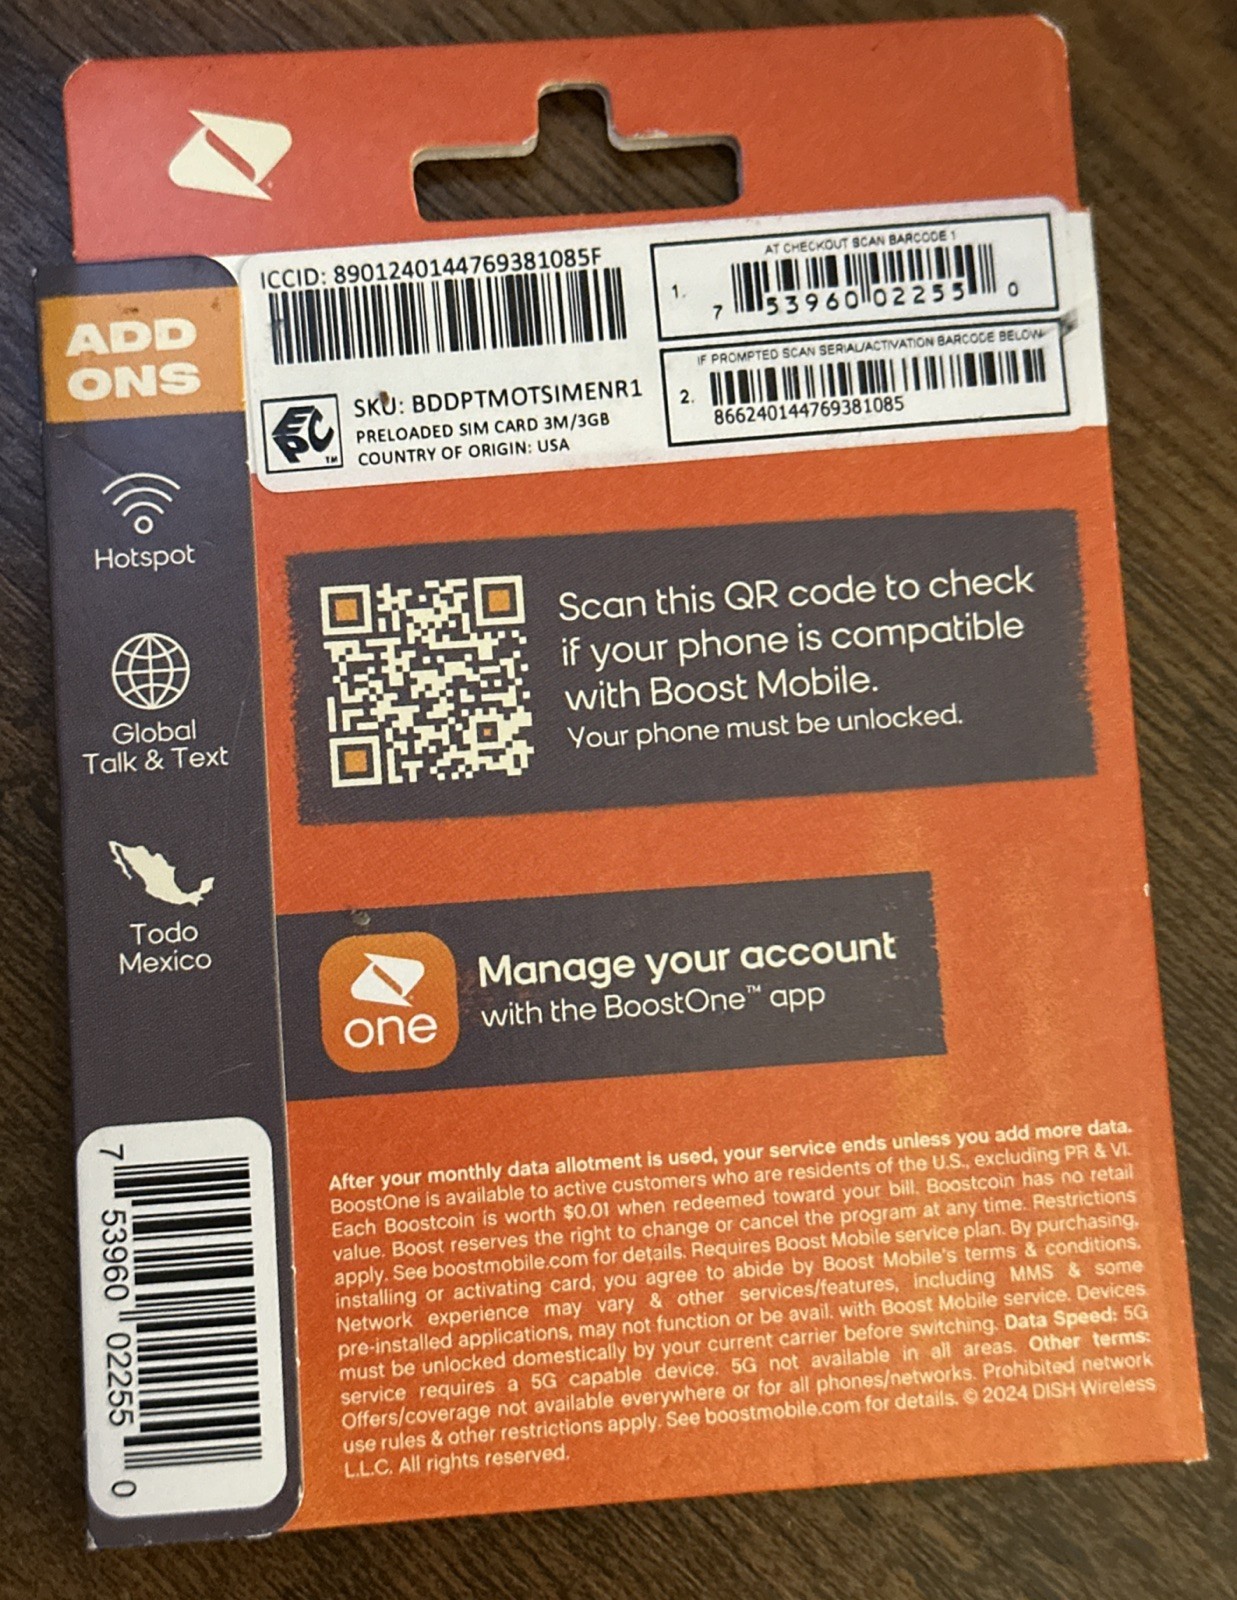 ICCID: 8901240144769381085F
AT CHECKOUT SCAN BARCODE 1
1.
7 53960 02255 0
IF PROMPTED SCAN SERIAL/ACTIVATION BARCODE BELOW
2.
866240144769381085
EPC™
SKU: BDDPTMOTSIMENR1
PRELOADED SIM CARD 3M/3GB
COUNTRY OF ORIGIN: USA
ADD
ONS
Hotspot
Global
Talk & Text
Todo
Mexico
Scan this QR code to check
if your phone is compatible
with Boost Mobile.
Your phone must be unlocked.
one
Manage your account
with the BoostOne™ app
7 53960 02255 0
After your monthly data allotment is used, your service ends unless you add more data.
BoostOne is available to active customers who are residents of the U.S., excluding PR & VI.
Each Boostcoin is worth $0.01 when redeemed toward your bill. Boostcoin has no retail
value. Boost reserves the right to change or cancel the program at any time. Restrictions
apply. See boostmobile.com for details. Requires Boost Mobile service plan. By purchasing,
installing or activating card, you agree to abide by Boost Mobile's terms & conditions.
Network experience may vary & other services/features, including MMS & some
pre-installed applications, may not function or be avail. with Boost Mobile service. Devices
must be unlocked domestically by your current carrier before switching. Data Speed: 5G
service requires a 5G capable device. 5G not available in all areas. Other terms:
Offers/coverage not available everywhere or for all phones/networks. Prohibited network
use rules & other restrictions apply. See boostmobile.com for details. © 2024 DISH Wireless
L.L.C. All rights reserved.